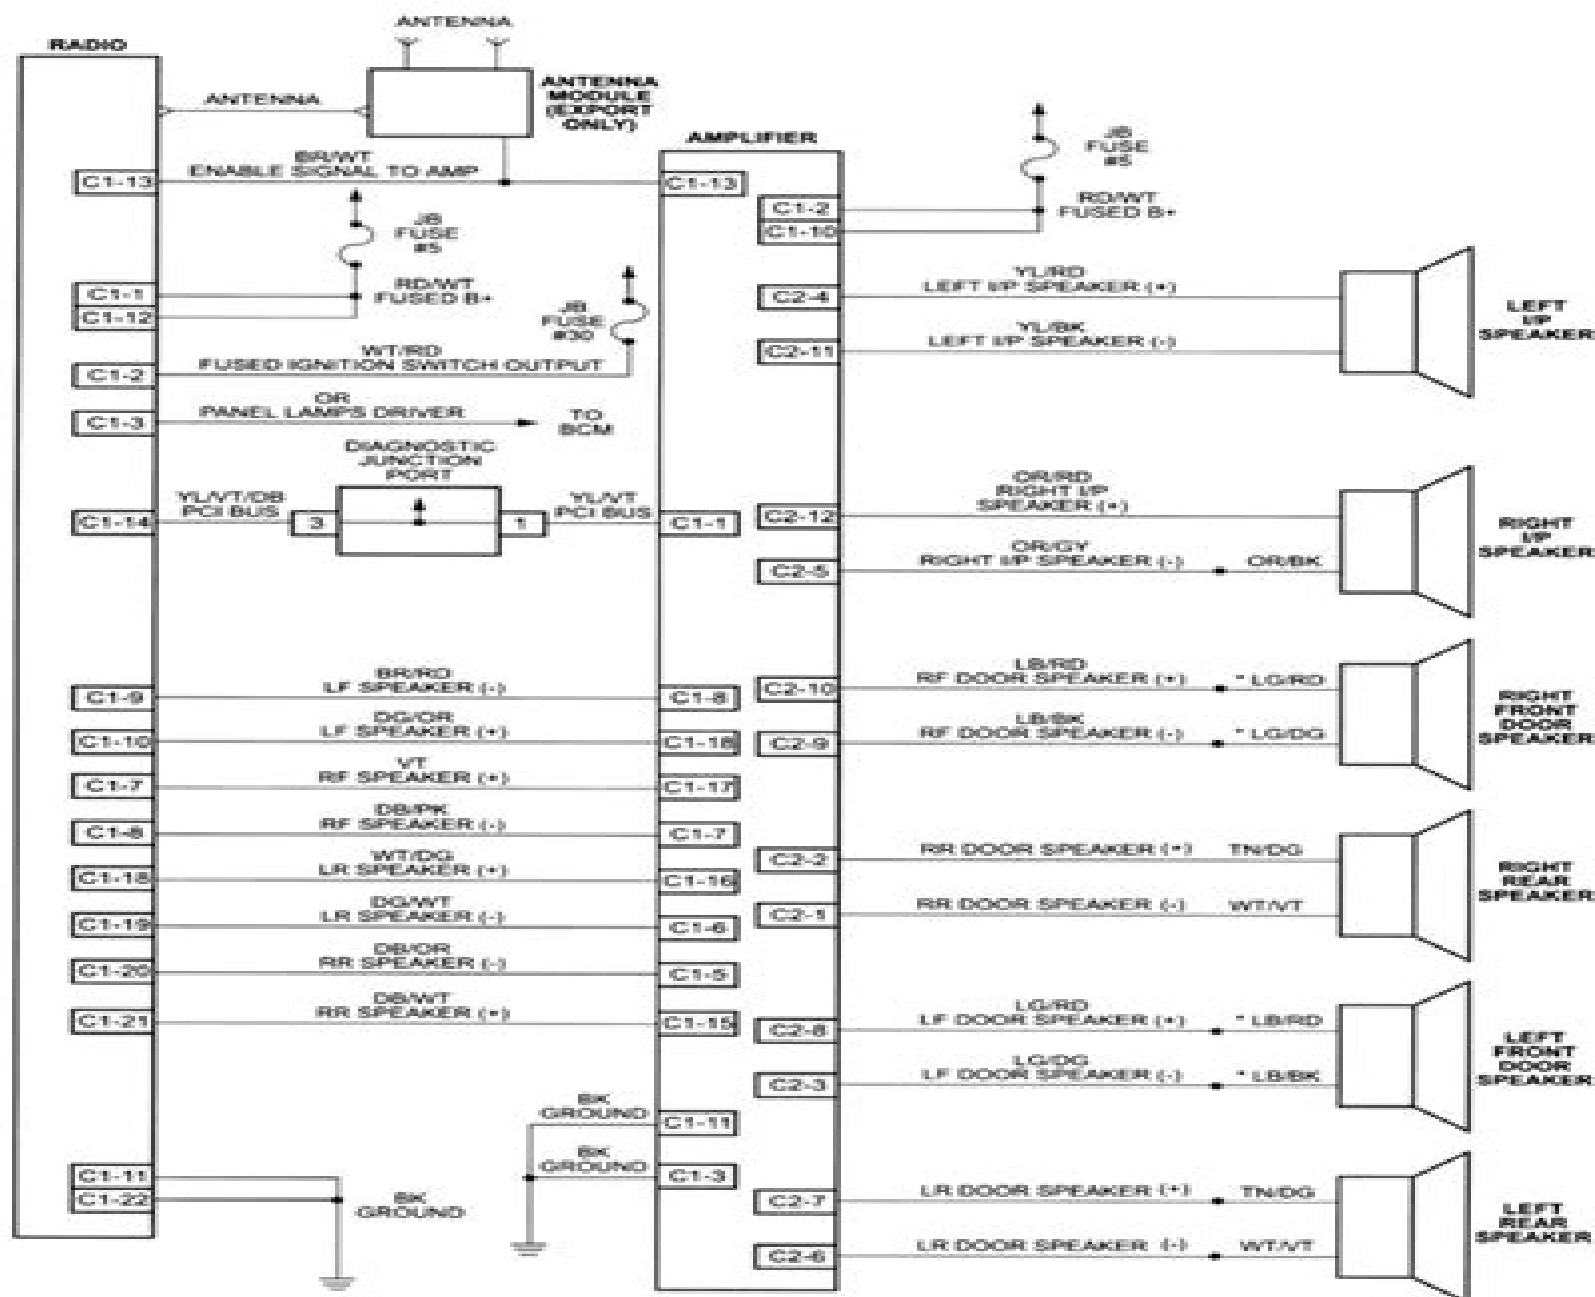 ANTENNA
RADIO
ANTENNA
ANTENNA
MODULE
(EXPORT
ONLY)
AMPLIFIER
JB
FUSE
#5
BR/WT
ENABLE SIGNAL TO AMP
C1-13
C1-13
C1-2
C1-10
RD/WT
FUSED B+
JB
FUSE
#5
C1-1
C1-12
RD/WT
FUSED B+
JB
FUSE
#30
YL/RD
LEFT I/P SPEAKER (+)
C2-4
YL/BK
LEFT I/P SPEAKER (-)
C2-11
LEFT
I/P
SPEAKER
WT/RD
FUSED IGNITION SWITCH OUTPUT
C1-2
OR
PANEL LAMPS DRIVER
C1-3
TO
BCM
DIAGNOSTIC
JUNCTION
PORT
YL/VT/DB
PCI BUS
C1-14
3
1
YL/VT
PCI BUS
C1-1
OR/RD
RIGHT I/P
SPEAKER (+)
C2-12
OR/GY
RIGHT I/P SPEAKER (-)
C2-5
OR/BK
RIGHT
I/P
SPEAKER
BR/RD
LF SPEAKER (-)
C1-9
C1-8
DG/OR
LF SPEAKER (+)
C1-10
C1-18
VT
RF SPEAKER (+)
C1-7
C1-17
DB/PK
RF SPEAKER (-)
C1-8
C1-7
WT/DG
LR SPEAKER (+)
C1-18
C1-16
DG/WT
LR SPEAKER (-)
C1-19
C1-6
DB/OR
RR SPEAKER (-)
C1-20
C1-5
DB/WT
RR SPEAKER (+)
C1-21
C1-15
LB/RD
RF DOOR SPEAKER (+)
C2-10
* LG/RD
LB/BK
RF DOOR SPEAKER (-)
C2-9
* LG/DG
RIGHT
FRONT
DOOR
SPEAKER
C2-2
RR DOOR SPEAKER (+)
TN/DG
C2-1
RR DOOR SPEAKER (-)
WT/VT
RIGHT
REAR
SPEAKER
LG/RD
LF DOOR SPEAKER (+)
C2-8
* LB/RD
LG/DG
LF DOOR SPEAKER (-)
C2-3
* LB/BK
LEFT
FRONT
DOOR
SPEAKER
BK
GROUND
C1-11
BK
GROUND
C1-3
C1-11
C1-22
BK
GROUND
C2-7
LR DOOR SPEAKER (+)
TN/DG
C2-6
LR DOOR SPEAKER (-)
WT/VT
LEFT
REAR
SPEAKER